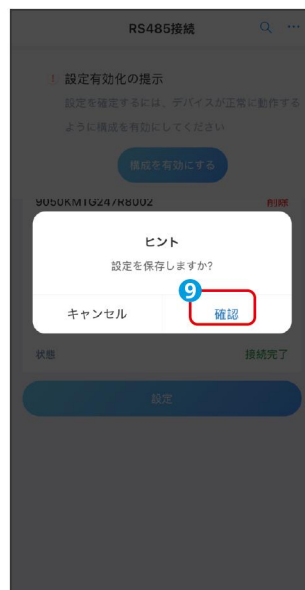 RS485接続
! 設定有効化の提示
設定を確定するには、デバイスが正常に動作する
ように構成を有効にしてください
構成を有効にする
9050KMTG247RB002 削除
ヒント
設定を保存しますか?
9
キャンセル 確認
状態 接続完了
設定